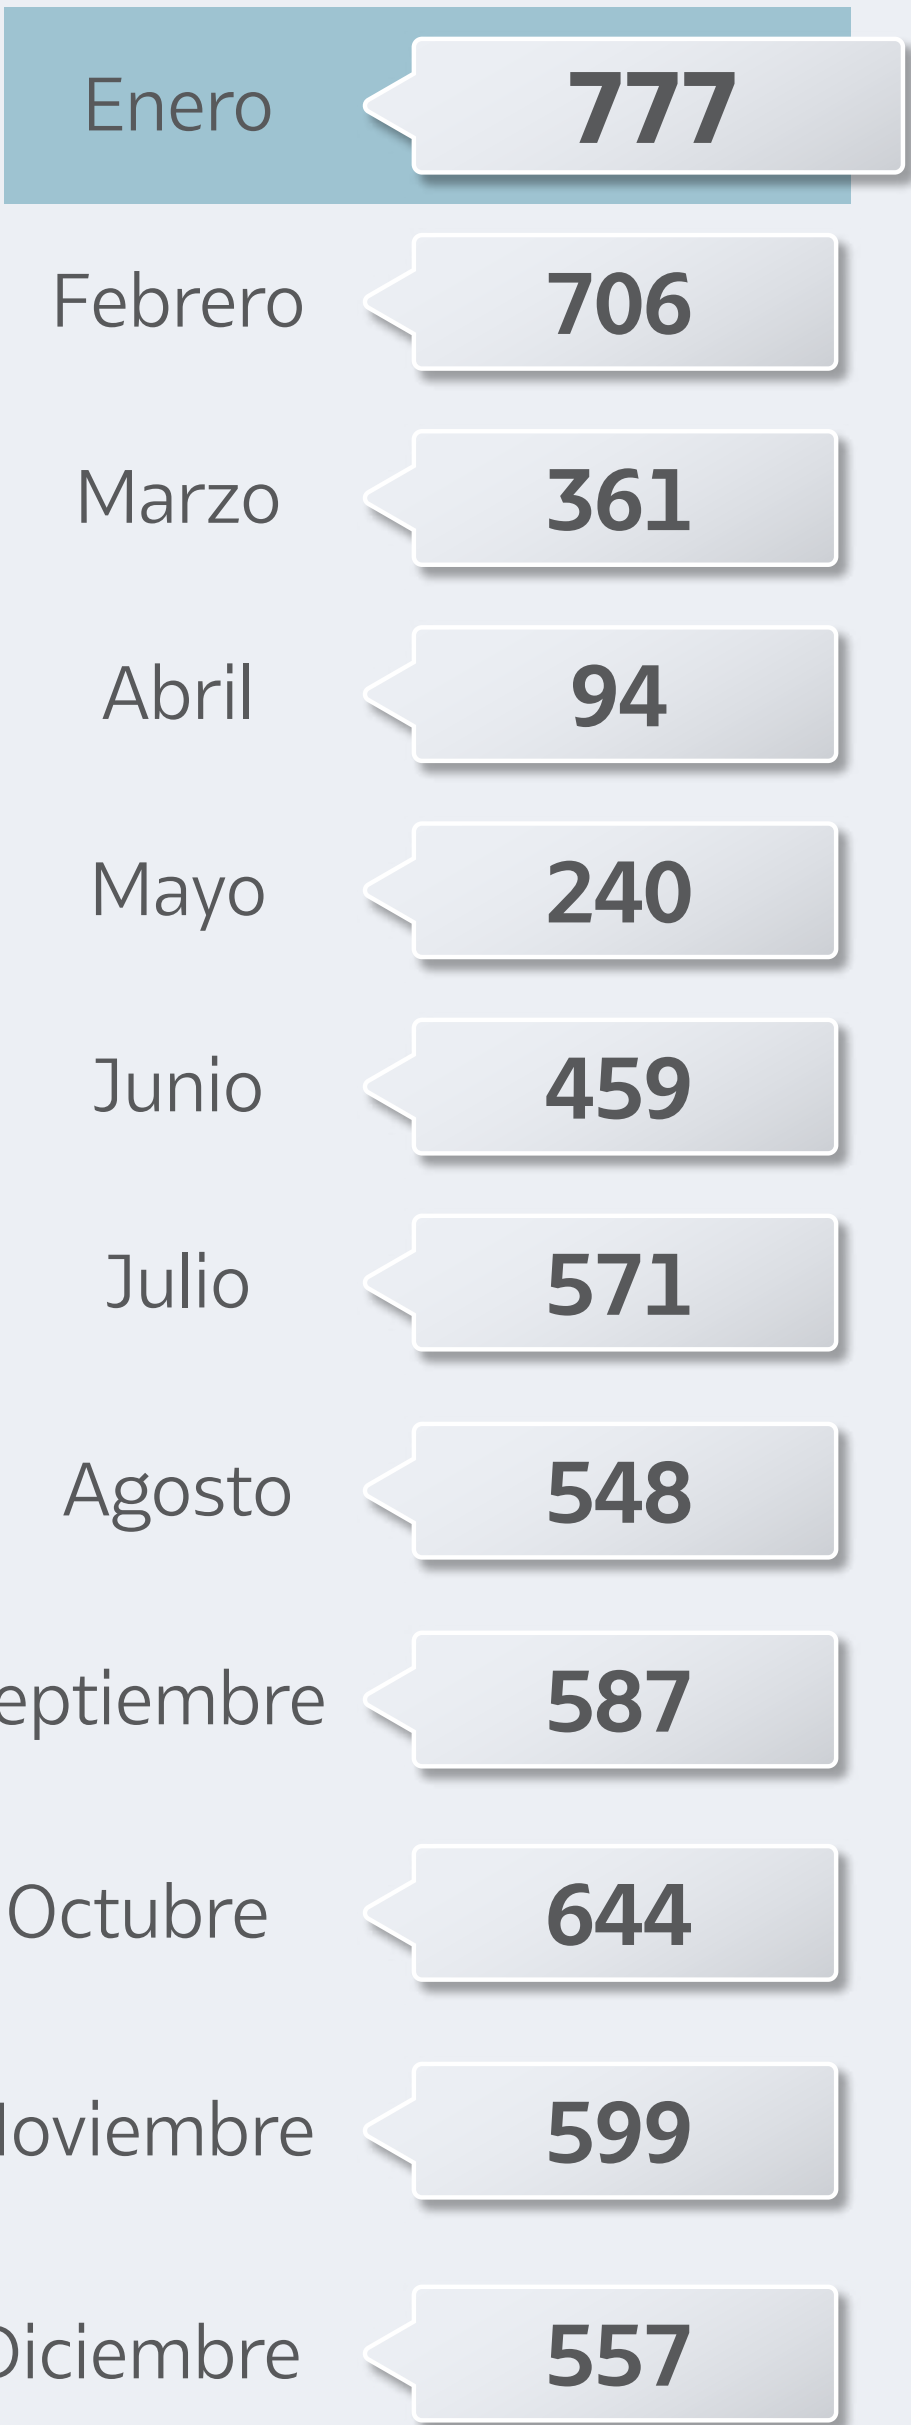 Enero 777
Febrero 706
Marzo 361
Abril 94
Mayo 240
Junio 459
Julio 571
Agosto 548
eptiembre 587
Octubre 644
oviembre 599
Diciembre 557